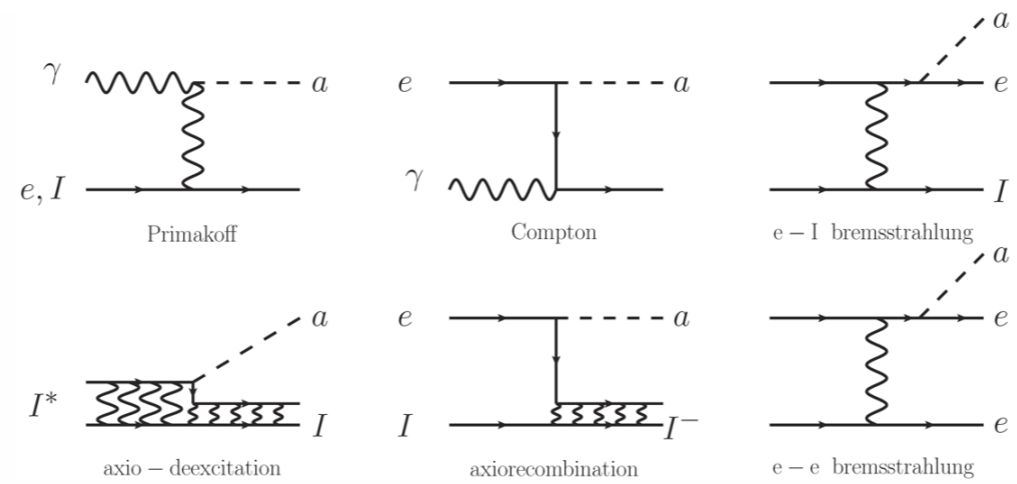 γ a
e, I
Primakoff
e a
γ
Compton
a
e
I
e − I bremsstrahlung
a
I* I
axio − deexcitation
e a
I I−
axiorecombination
a
e
e
e − e bremsstrahlung